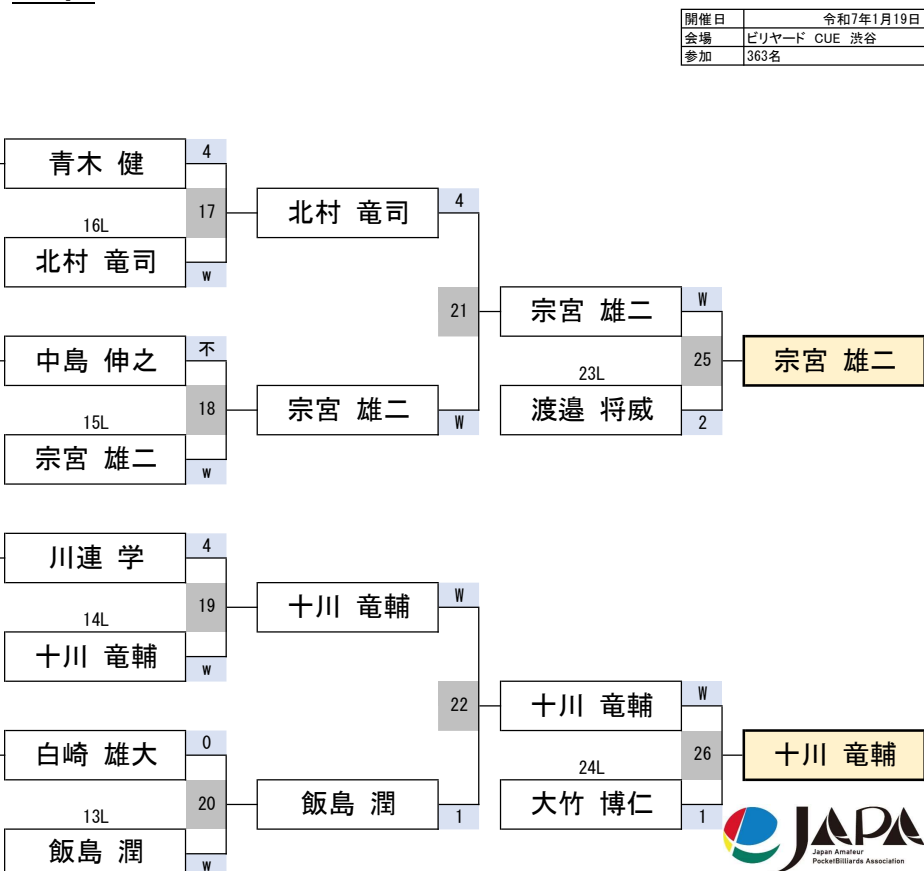 開催日 令和7年1月19日
会場 ビリヤード CUE 渋谷
参加 363名
青木 健 4
17
16L
北村 竜司 W
北村 竜司 4
中島 伸之 不
18
15L
宗宮 雄二 W
宗宮 雄二 W
21
宗宮 雄二 W
25
23L
渡邉 将威 2
宗宮 雄二
川連 学 4
19
14L
十川 竜輔 W
十川 竜輔 W
白崎 雄大 0
20
13L
飯島 潤 W
飯島 潤 1
22
十川 竜輔 W
26
24L
大竹 博仁 1
十川 竜輔
JAPA
Japan Amateur
PocketBilliards Association